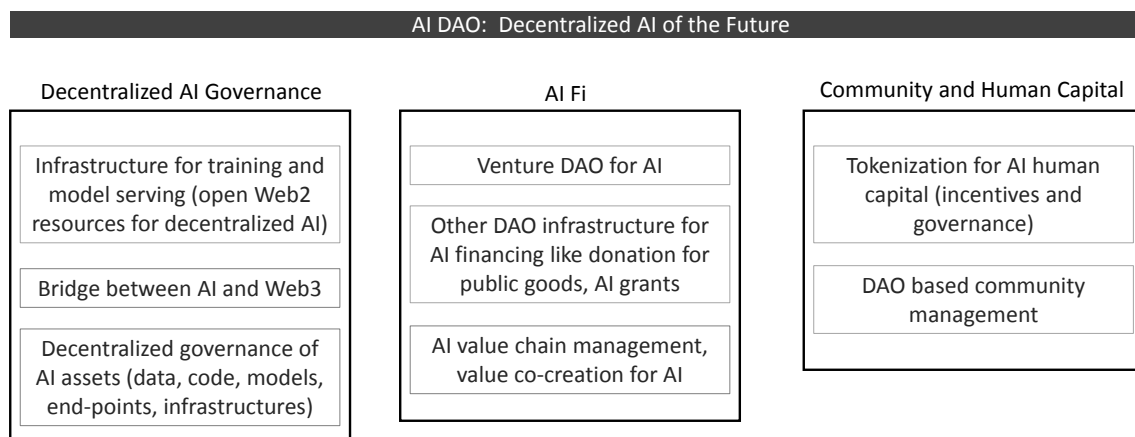 AI DAO: Decentralized AI of the Future
Decentralized AI Governance
Infrastructure for training and
model serving (open Web2
resources for decentralized AI)
Bridge between AI and Web3
Decentralized governance of
AI assets (data, code, models,
end-points, infrastructures)
AI Fi
Venture DAO for AI
Other DAO infrastructure for
AI financing like donation for
public goods, AI grants
AI value chain management,
value co-creation for AI
Community and Human Capital
Tokenization for AI human
capital (incentives and
governance)
DAO based community
management